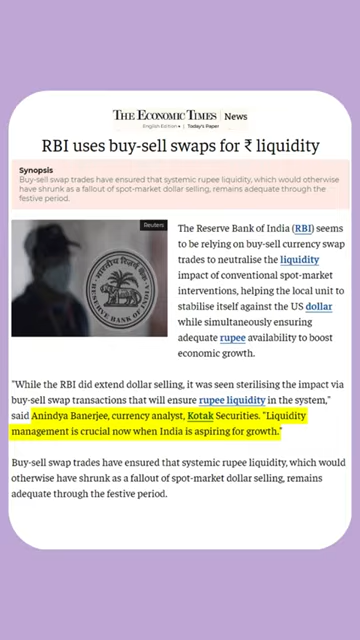 THE ECONOMIC TIMES | News
English Edition ▾ | Today's Paper
RBI uses buy-sell swaps for ₹ liquidity
Synopsis
Buy-sell swap trades have ensured that systemic rupee liquidity, which would otherwise
have shrunk as a fallout of spot-market dollar selling, remains adequate through the
festive period.
Reuters
RESERVE BANK OF INDIA
The Reserve Bank of India (RBI) seems
to be relying on buy-sell currency swap
trades to neutralise the liquidity
impact of conventional spot-market
interventions, helping the local unit to
stabilise itself against the US dollar
while simultaneously ensuring
adequate rupee availability to boost
economic growth.
"While the RBI did extend dollar selling, it was seen sterilising the impact via
buy-sell swap transactions that will ensure rupee liquidity in the system,"
said Anindya Banerjee, currency analyst, Kotak Securities. "Liquidity
management is crucial now when India is aspiring for growth."
Buy-sell swap trades have ensured that systemic rupee liquidity, which would
otherwise have shrunk as a fallout of spot-market dollar selling, remains
adequate through the festive period.